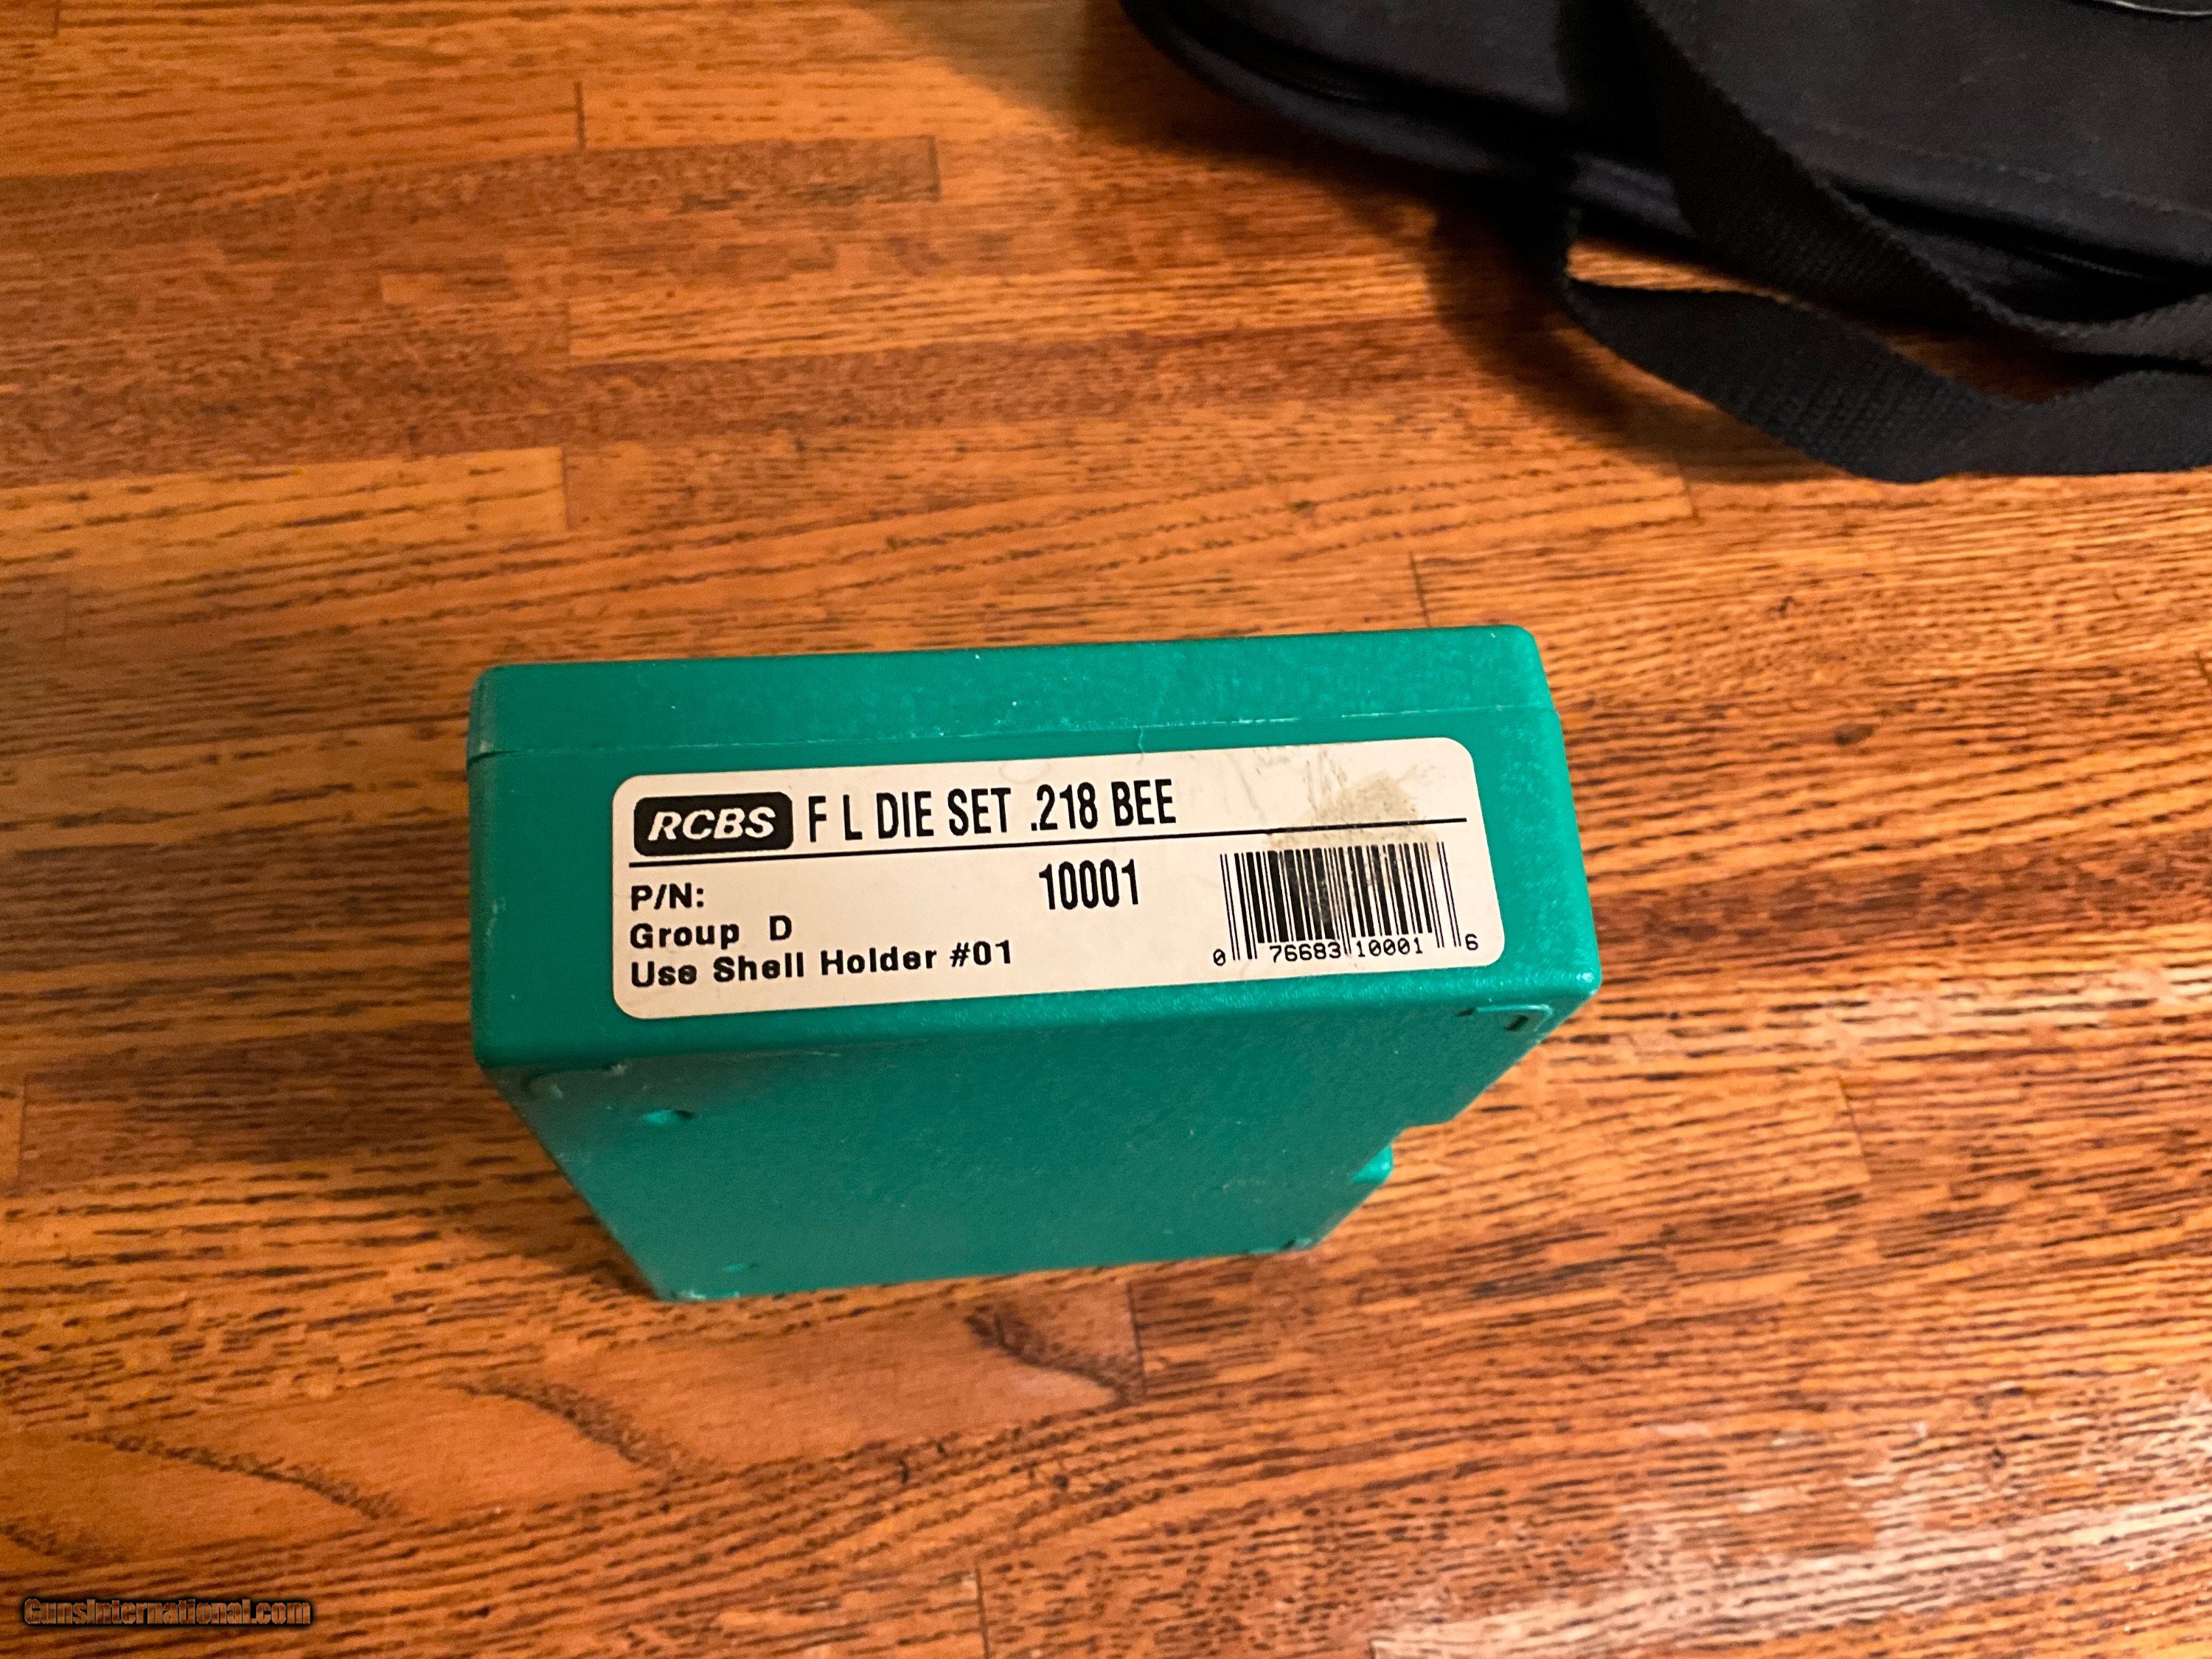 RCBS F L DIE SET .218 BEE
P/N: 10001
Group D
Use Shell Holder #01
0 76683 10001 6
GunsInternational.com